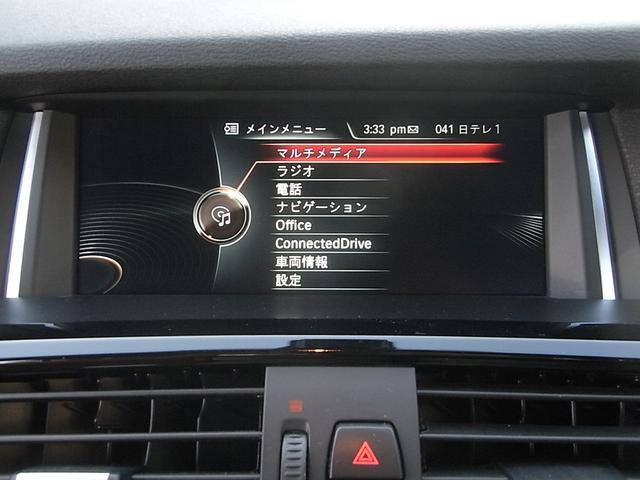 メインメニュー 3:33 pm 041 日テレ1
マルチメディア
ラジオ
電話
ナビゲーション
Office
ConnectedDrive
車両情報
設定